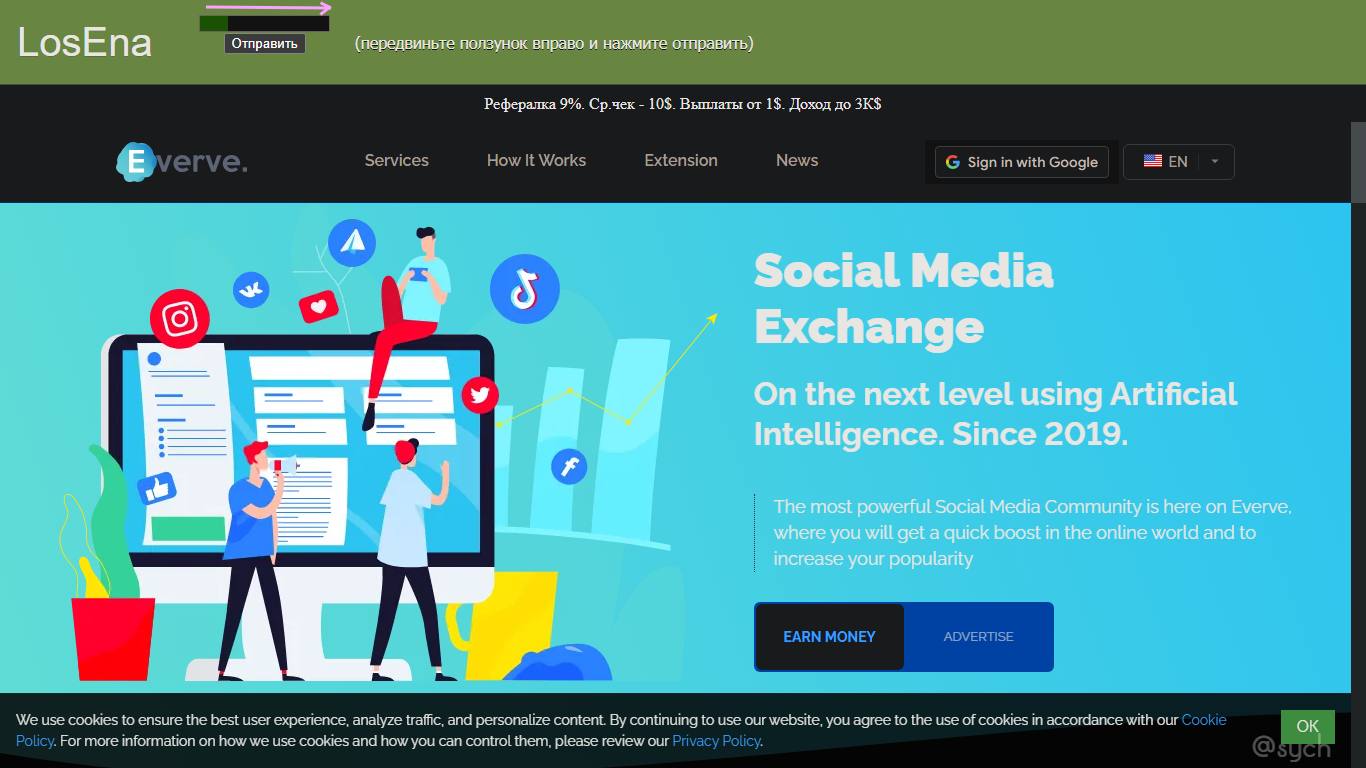 LosEna
Отправить
(передвиньте ползунок вправо и нажмите отправить)
Рефералка 9%. Ср.чек - 10$. Выплаты от 1$. Доход до 3K$
Everve.
Services
How It Works
Extension
News
Sign in with Google
EN
Social Media
Exchange
On the next level using Artificial
Intelligence. Since 2019.
The most powerful Social Media Community is here on Everve,
where you will get a quick boost in the online world and to
increase your popularity
EARN MONEY
ADVERTISE
We use cookies to ensure the best user experience, analyze traffic, and personalize content. By continuing to use our website, you agree to the use of cookies in accordance with our Cookie
Policy. For more information on how we use cookies and how you can control them, please review our Privacy Policy.
OK
@sych